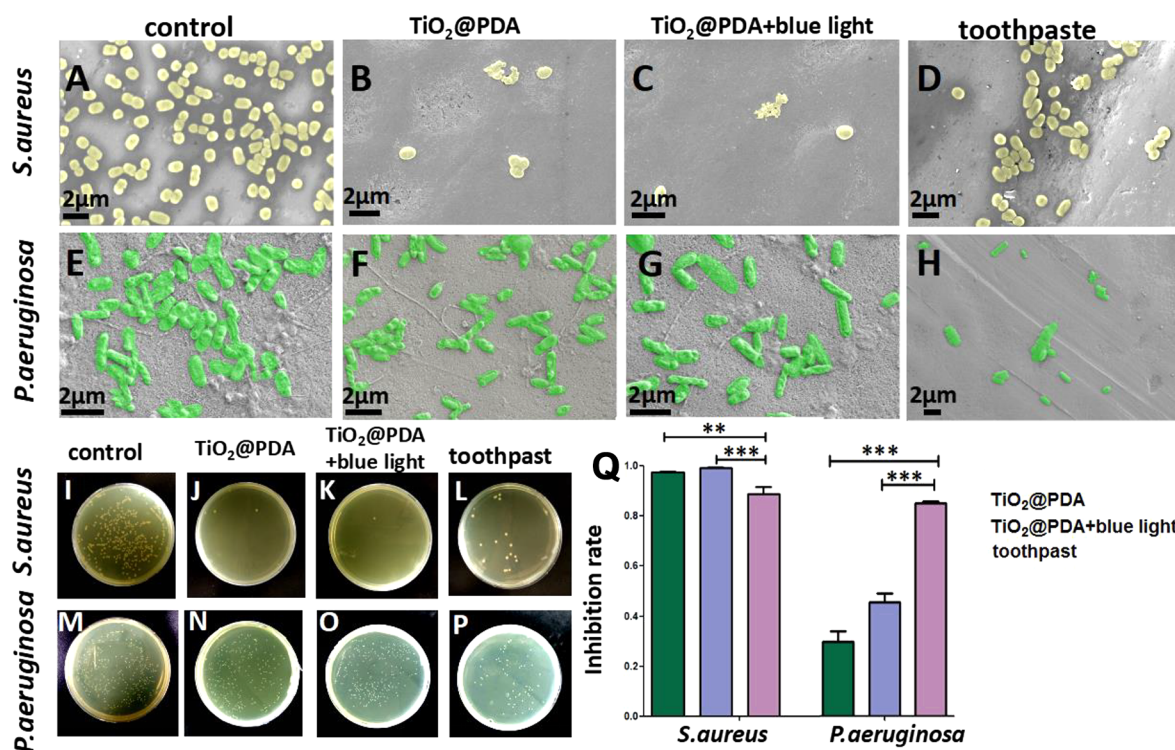 control
TiO₂@PDA
TiO₂@PDA+blue light
toothpaste
S.aureus
A
B
C
D
2μm
2μm
2μm
2μm
P.aeruginosa
E
F
G
H
2μm
2μm
2μm
2μm
control
TiO₂@PDA
TiO₂@PDA
+blue light
toothpast
S.aureus
I
J
K
L
P.aeruginosa
M
N
O
P
Q
**
***
***
***
Inhibition rate
1.0
0.8
0.6
0.4
0.2
0.0
S.aureus
P.aeruginosa
TiO₂@PDA
TiO₂@PDA+blue light
toothpast